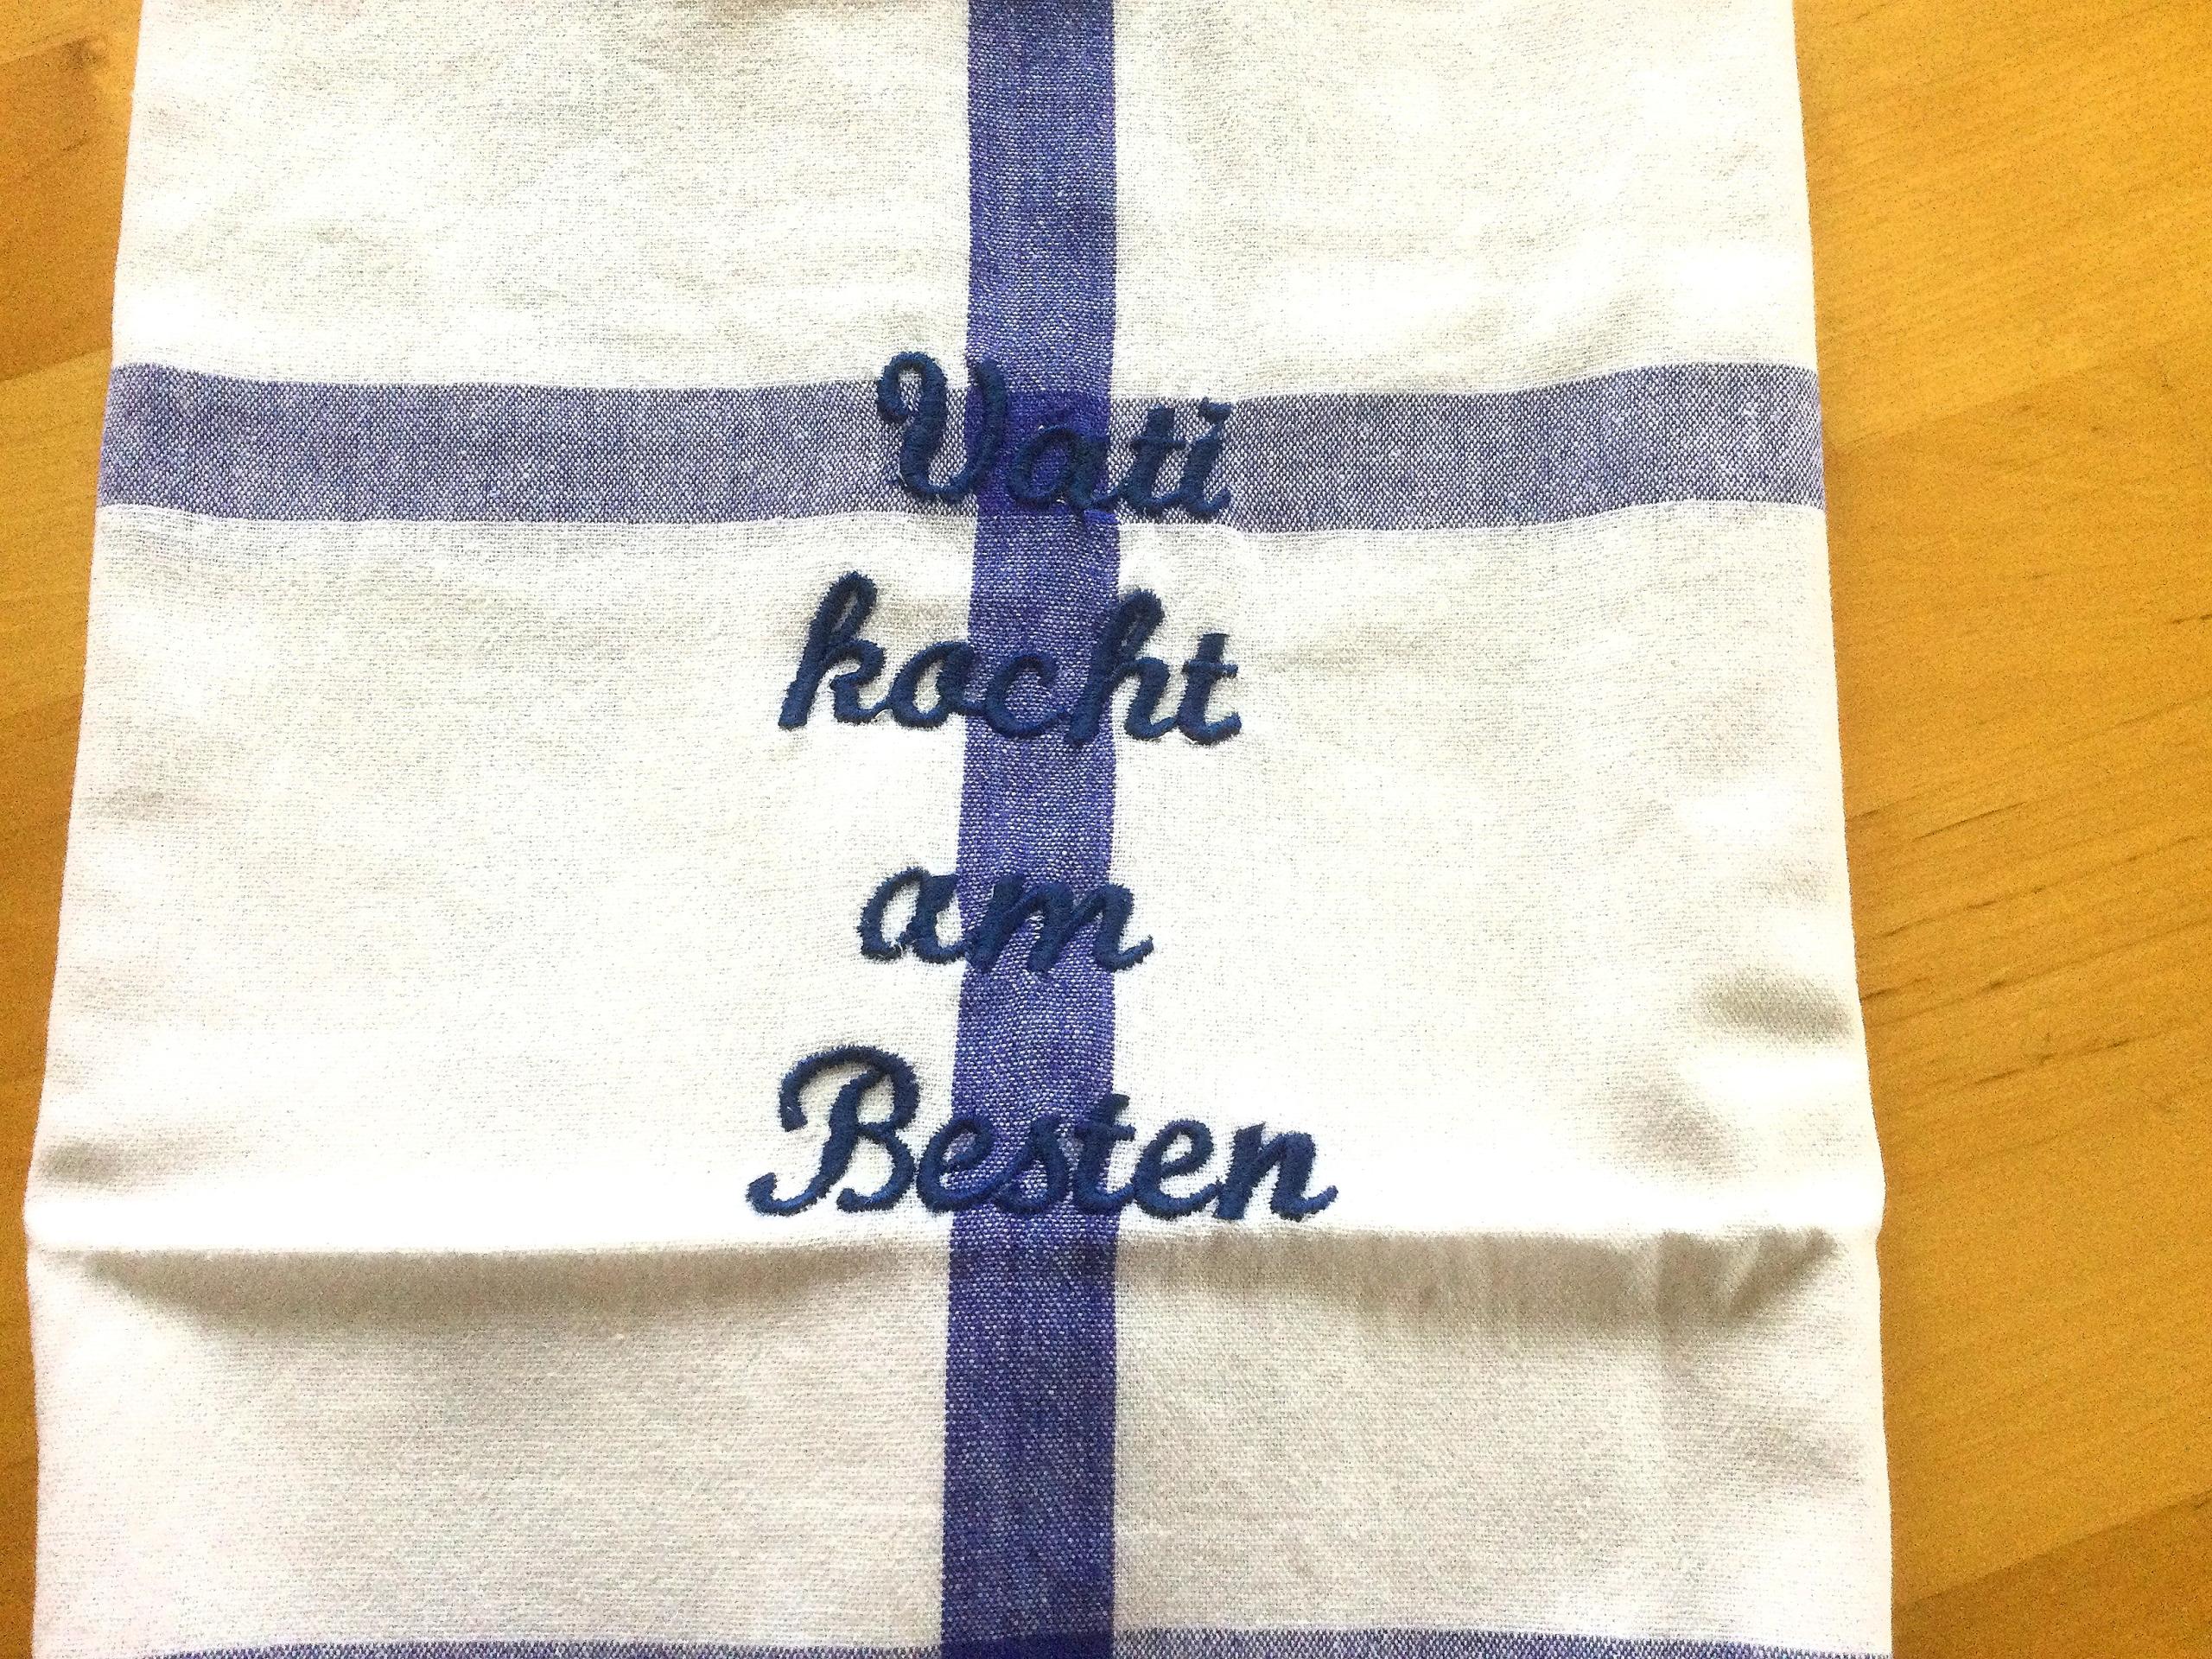 Vati
kocht
am
Besten